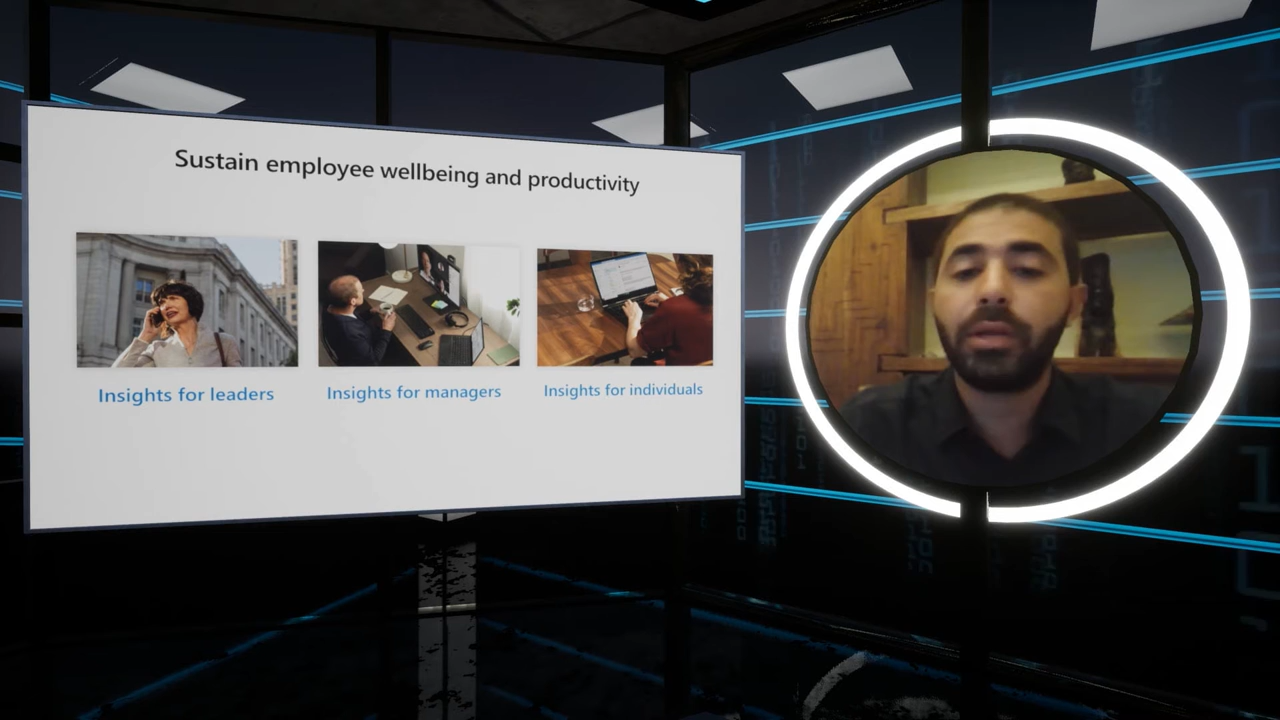 Sustain employee wellbeing and productivity
Insights for leaders
Insights for managers
Insights for individuals